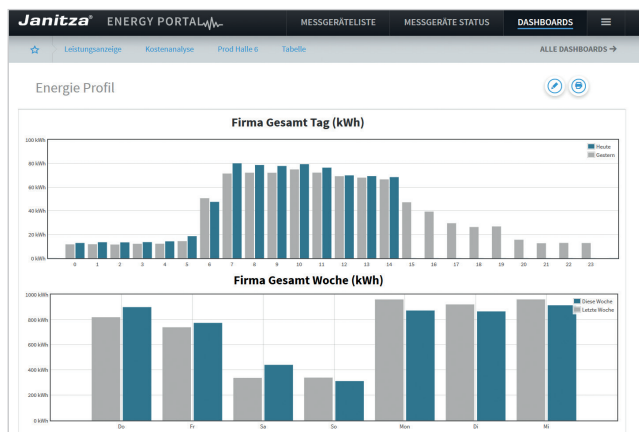 Janitza® ENERGY PORTAL MESSGERÄTELISTE MESSGERÄTE STATUS DASHBOARDS
Leistungsanzeige Kostenanalyse Prod Halle 6 Tabelle ALLE DASHBOARDS →
Energie Profil
Firma Gesamt Tag (kWh)
100 kWh
Heute
Gestern
80 kWh
60 kWh
40 kWh
20 kWh
0 kWh
0 1 2 3 4 5 6 7 8 9 10 11 12 13 14 15 16 17 18 19 20 21 22 23
Firma Gesamt Woche (kWh)
1000 kWh
Diese Woche
Letzte Woche
800 kWh
600 kWh
400 kWh
200 kWh
0 kWh
Do Fr Sa So Mon Di Mi